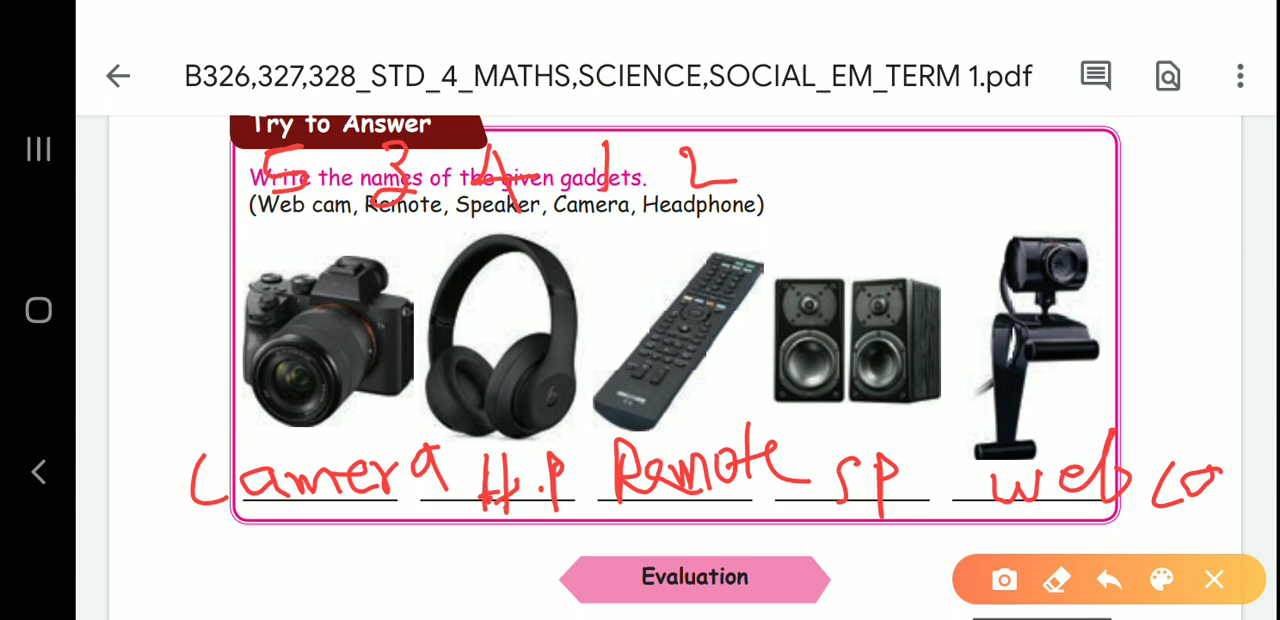 B326,327,328_STD_4_MATHS,SCIENCE,SOCIAL_EM_TERM 1.pdf
Try to Answer
5 3 4 1 2
Write the names of the given gadgets.
(Web cam, Remote, Speaker, Camera, Headphone)
Camera H.P Remote SP web ca
Evaluation